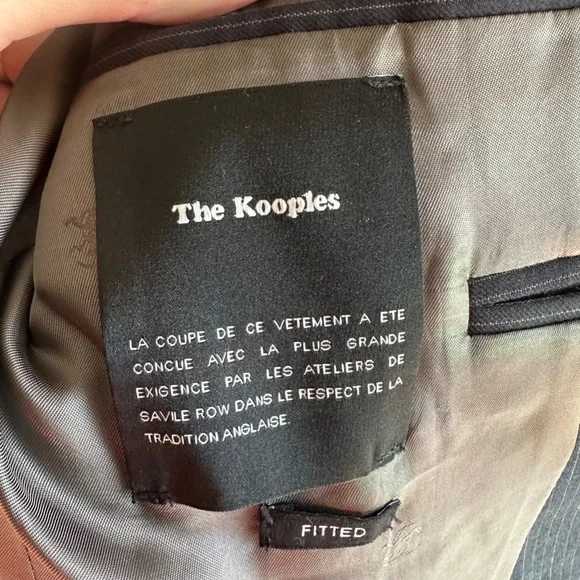 The Kooples
LA COUPE DE CE VETEMENT A ETE
CONCUE AVEC LA PLUS GRANDE
EXIGENCE PAR LES ATELIERS DE
SAVILE ROW DANS LE RESPECT DE LA
TRADITION ANGLAISE.
FITTED